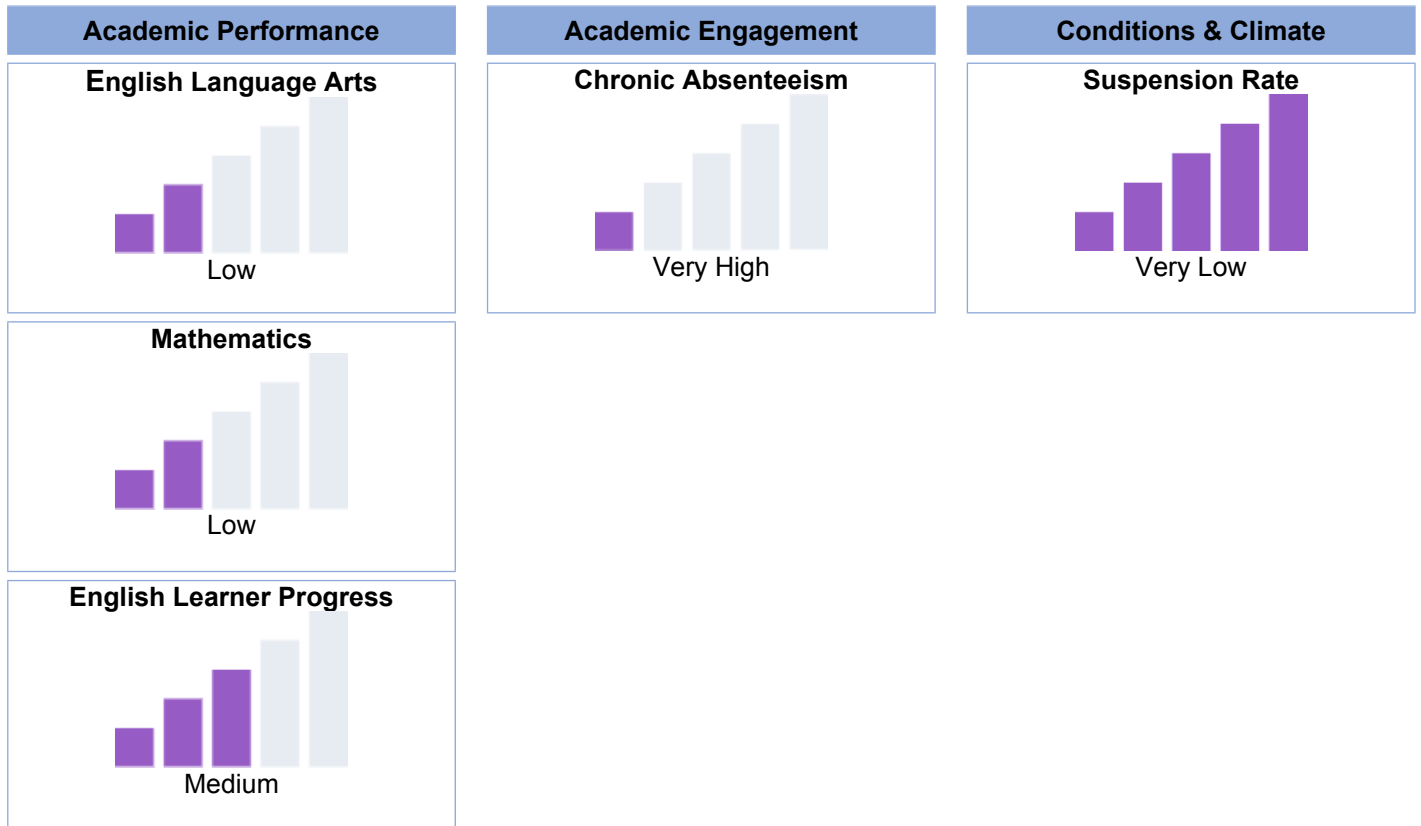 Academic Performance
English Language Arts
Low
Mathematics
Low
English Learner Progress
Medium
Academic Engagement
Chronic Absenteeism
Very High
Conditions & Climate
Suspension Rate
Very Low